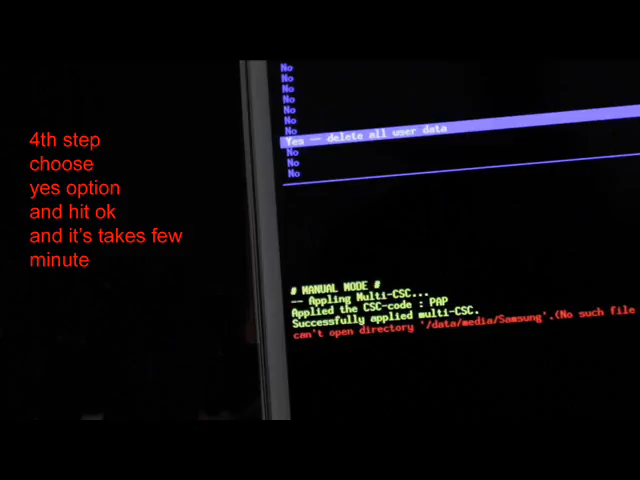 4th step
choose
yes option
and hit ok
and it's takes few
minute
No
No
No
No
No
No
No
Yes -- delete all user data
No
No
No
# MANUAL MODE #
-- Appling Multi-CSC...
Applied the CSC-code : PAP
Successfully applied multi-CSC.
can't open directory '/data/media/Samsung'.(No such file